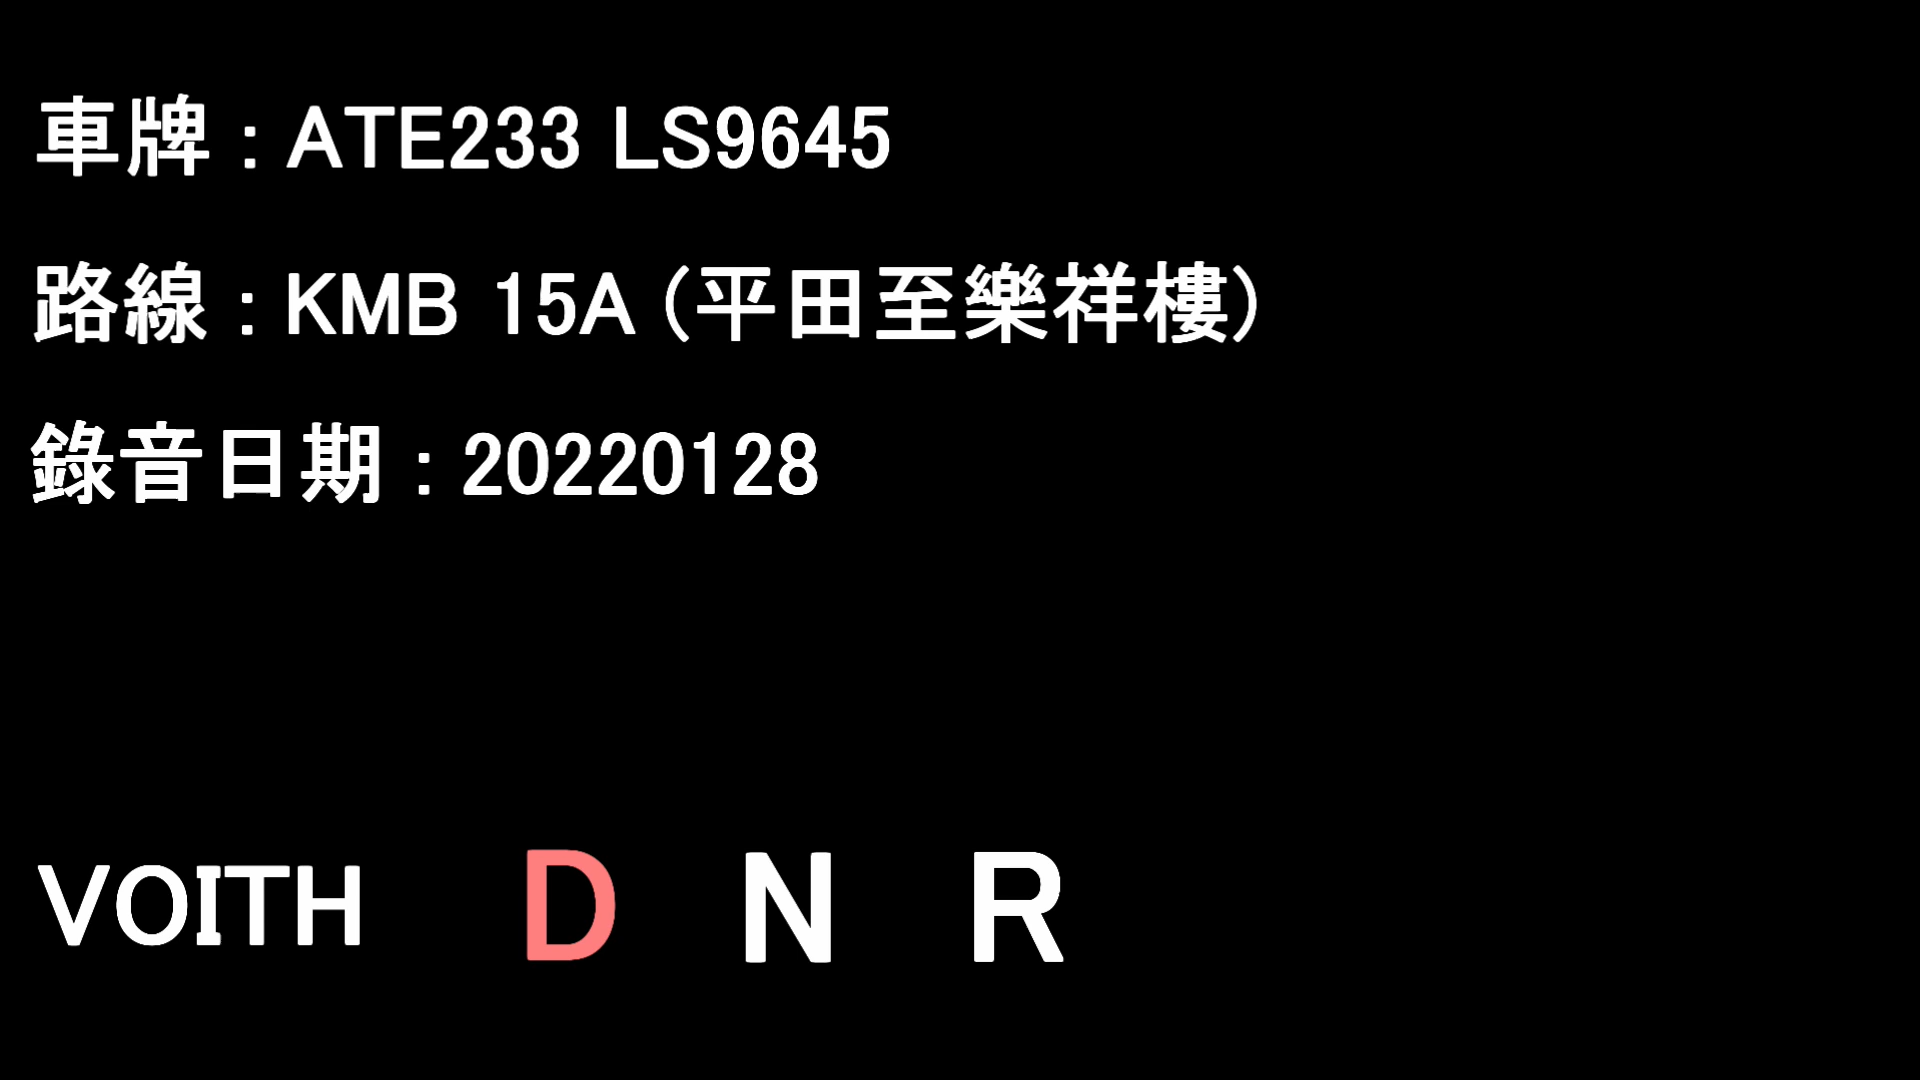 車牌 : ATE233 LS9645
路線 : KMB 15A (平田至樂祥樓)
錄音日期 : 20220128
VOITH D N R